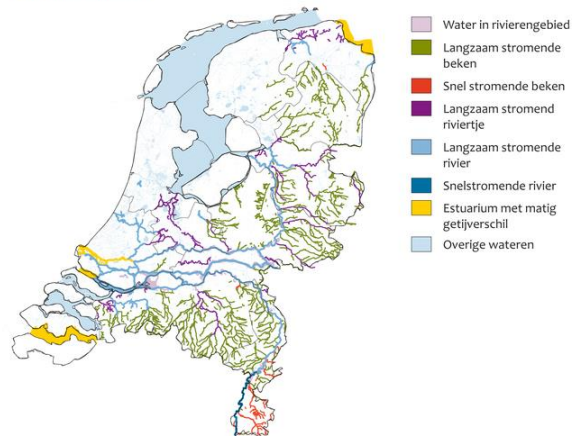 Water in rivierengebied
Langzaam stromende
beken
Snel stromende beken
Langzaam stromend
riviertje
Langzaam stromende
rivier
Snelstromende rivier
Estuarium met matig
getijverschil
Overige wateren